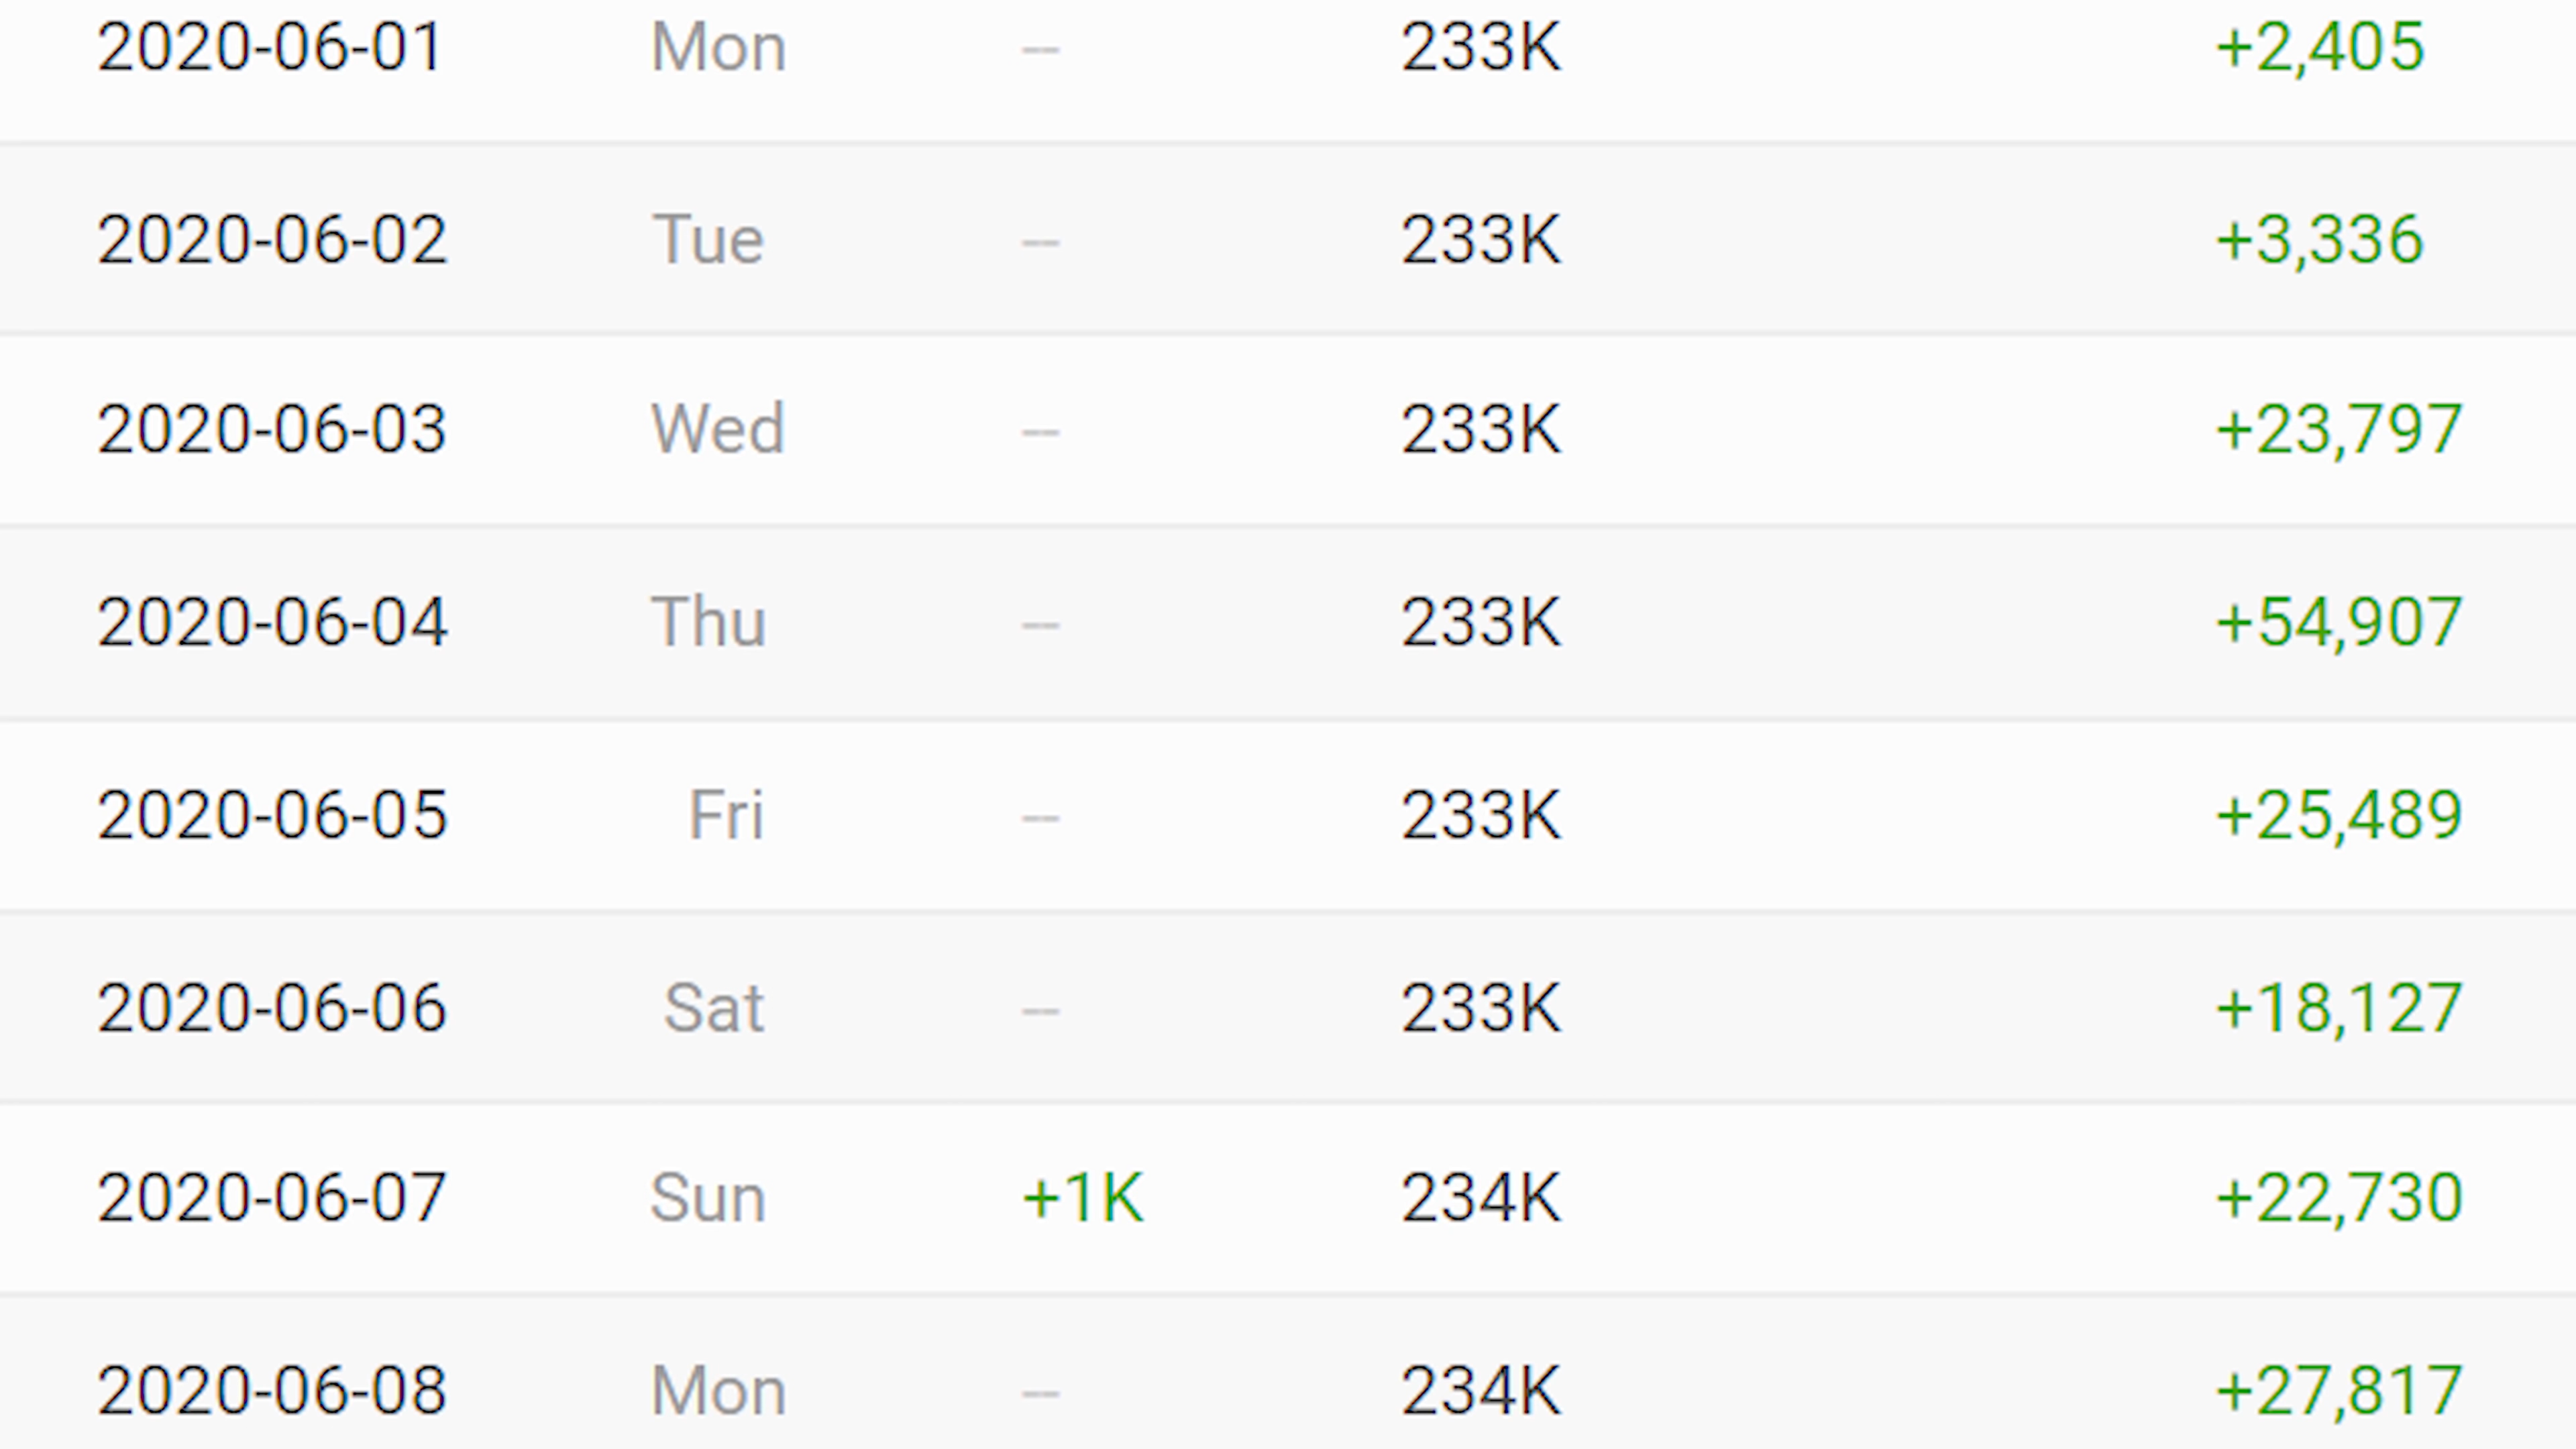 2020-06-01 Mon -- 233K +2,405
2020-06-02 Tue -- 233K +3,336
2020-06-03 Wed -- 233K +23,797
2020-06-04 Thu -- 233K +54,907
2020-06-05 Fri -- 233K +25,489
2020-06-06 Sat -- 233K +18,127
2020-06-07 Sun +1K 234K +22,730
2020-06-08 Mon -- 234K +27,817